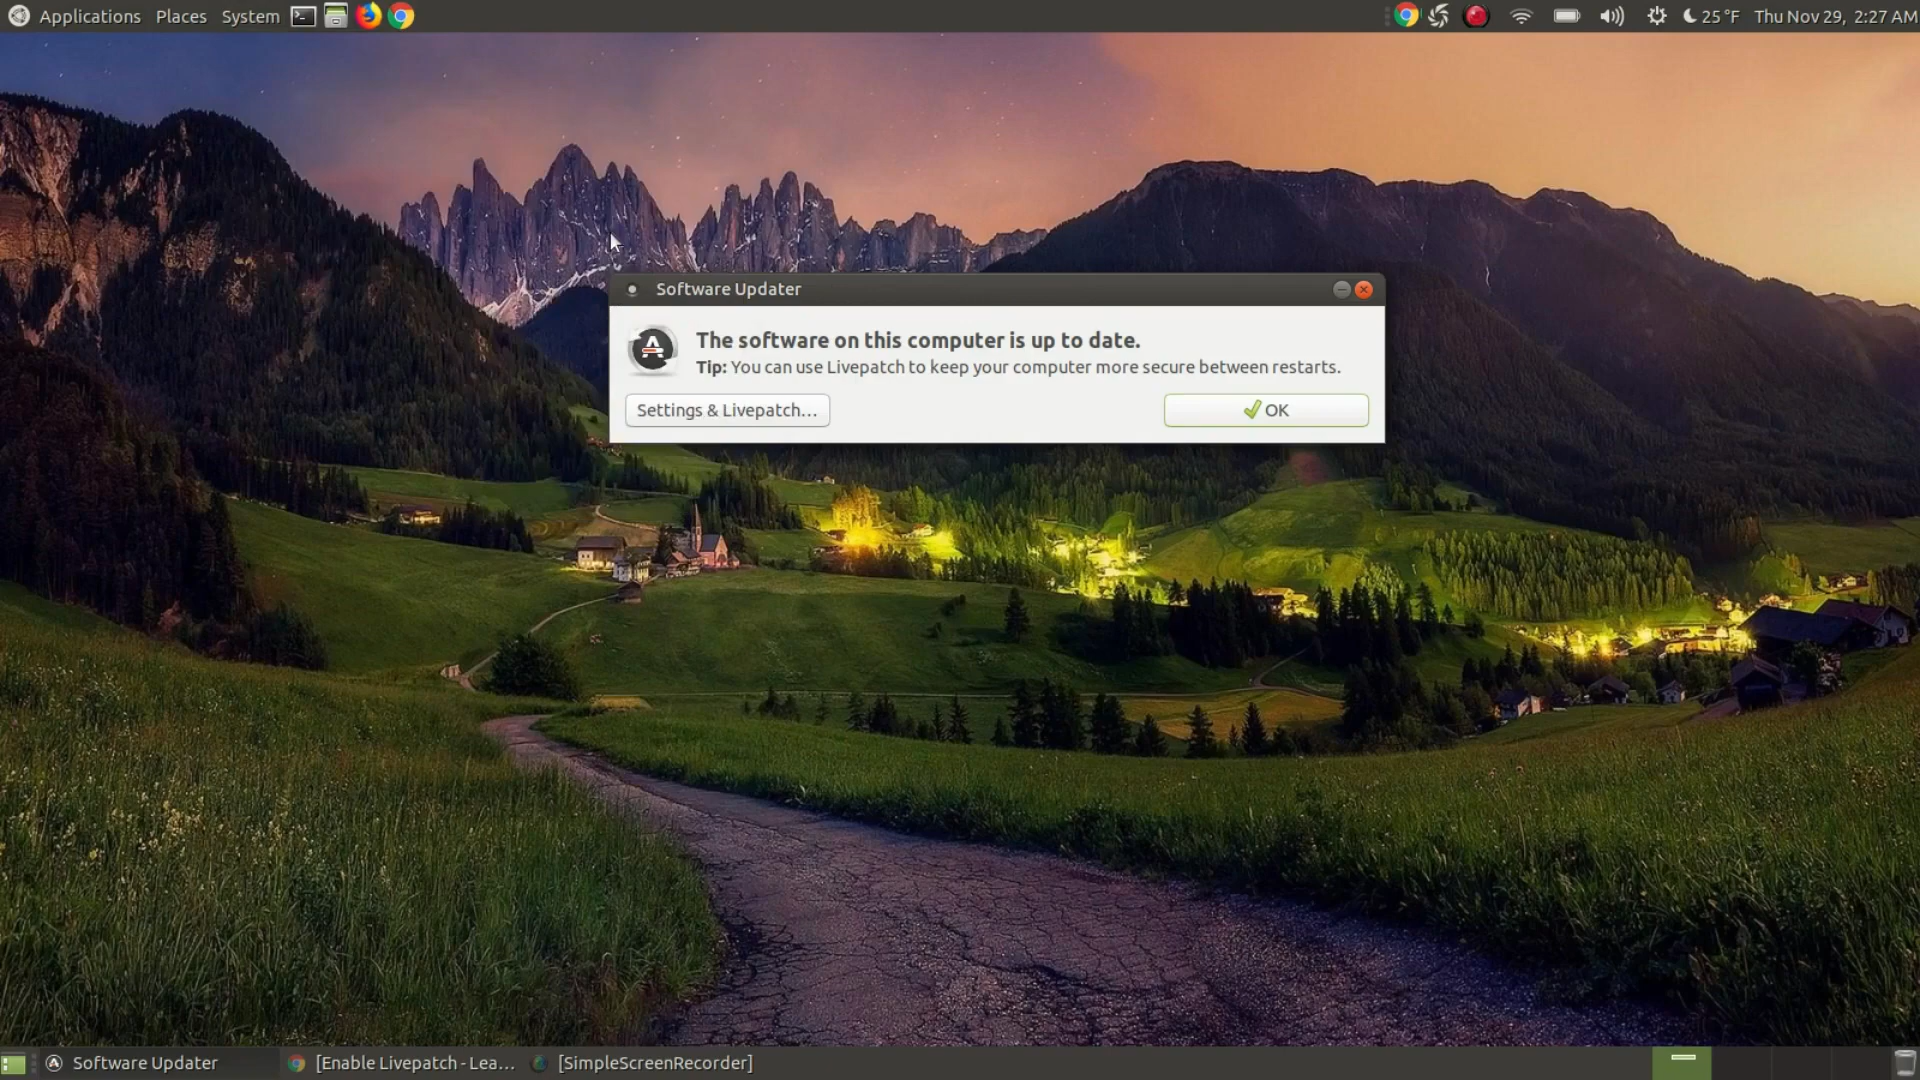 Applications Places System
25 °F Thu Nov 29, 2:27 AM
Software Updater
The software on this computer is up to date.
Tip: You can use Livepatch to keep your computer more secure between restarts.
Settings & Livepatch...
OK
Software Updater
[Enable Livepatch - Lea...
[SimpleScreenRecorder]